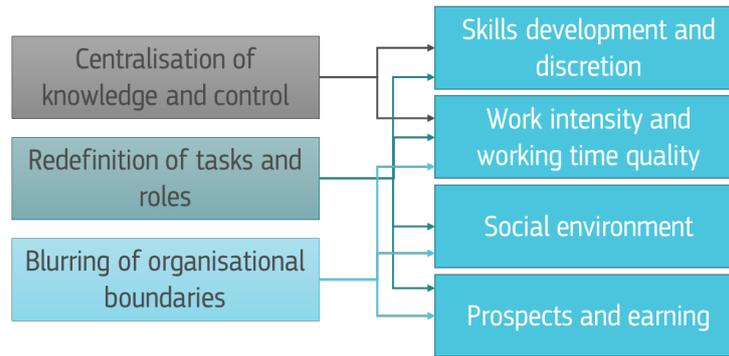 Centralisation of
knowledge and control
Redefinition of tasks and
roles
Blurring of organisational
boundaries
Skills development and
discretion
Work intensity and
working time quality
Social environment
Prospects and earning